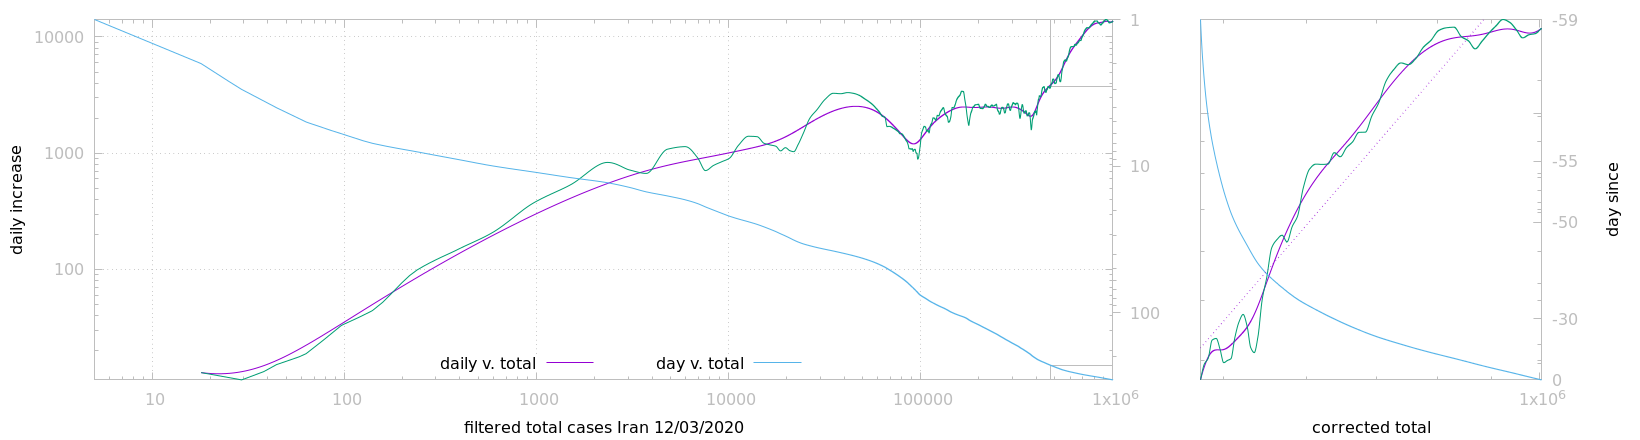 daily increase
10000
1000
100
10
100
1000
10000
100000
1x10^6
filtered total cases Iran 12/03/2020
daily v. total
day v. total
1
10
100
-59
-55
-50
-30
0
day since
1x10^6
corrected total